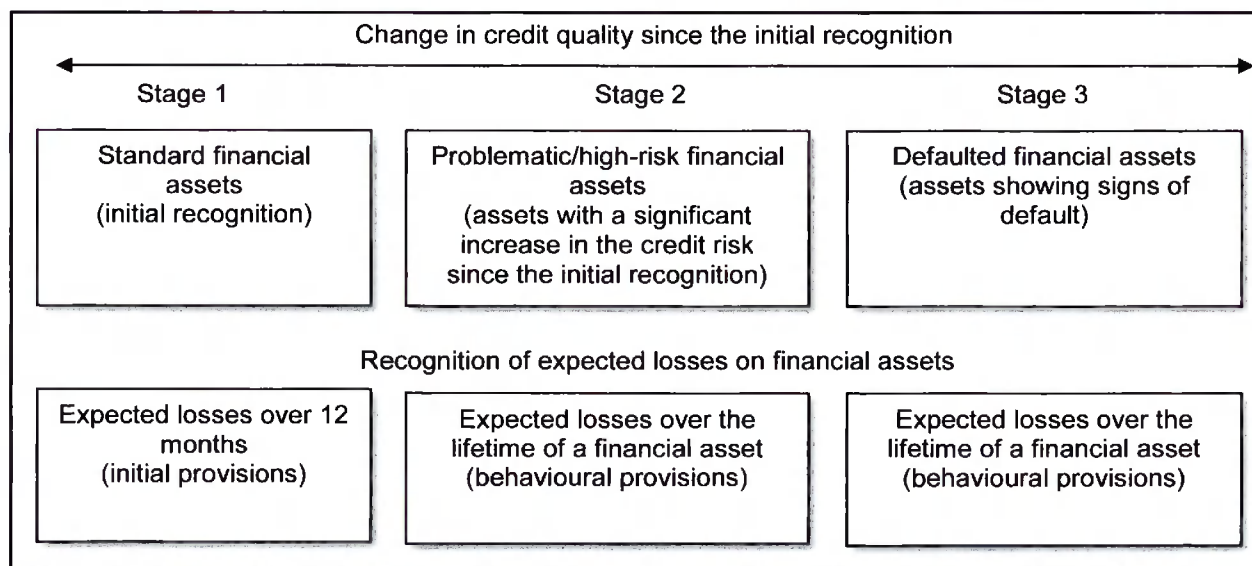 Change in credit quality since the initial recognition
Stage 1
Stage 2
Stage 3
Standard financial
assets
(initial recognition)
Problematic/high-risk financial
assets
(assets with a significant
increase in the credit risk
since the initial recognition)
Defaulted financial assets
(assets showing signs of
default)
Recognition of expected losses on financial assets
Expected losses over 12
months
(initial provisions)
Expected losses over the
lifetime of a financial asset
(behavioural provisions)
Expected losses over the
lifetime of a financial asset
(behavioural provisions)